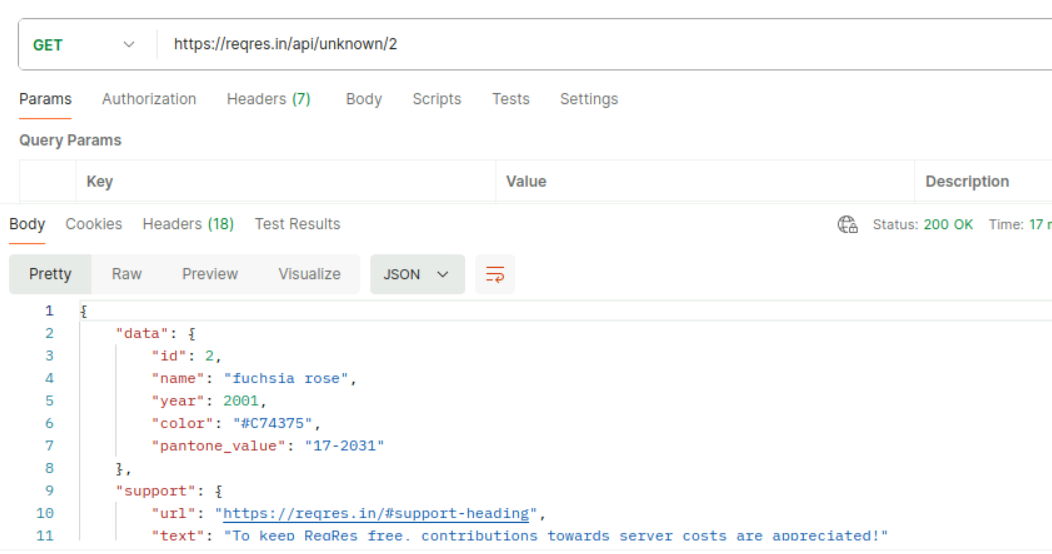 GET https://reqres.in/api/unknown/2
Params Authorization Headers (7) Body Scripts Tests Settings
Query Params
Key Value Description
Body Cookies Headers (18) Test Results Status: 200 OK Time: 17
Pretty Raw Preview Visualize JSON
1 {
2 "data": {
3 "id": 2,
4 "name": "fuchsia rose",
5 "year": 2001,
6 "color": "#C74375",
7 "pantone_value": "17-2031"
8 },
9 "support": {
10 "url": "https://reqres.in/#support-heading",
11 "text": "To keep ReqRes free, contributions towards server costs are appreciated!"